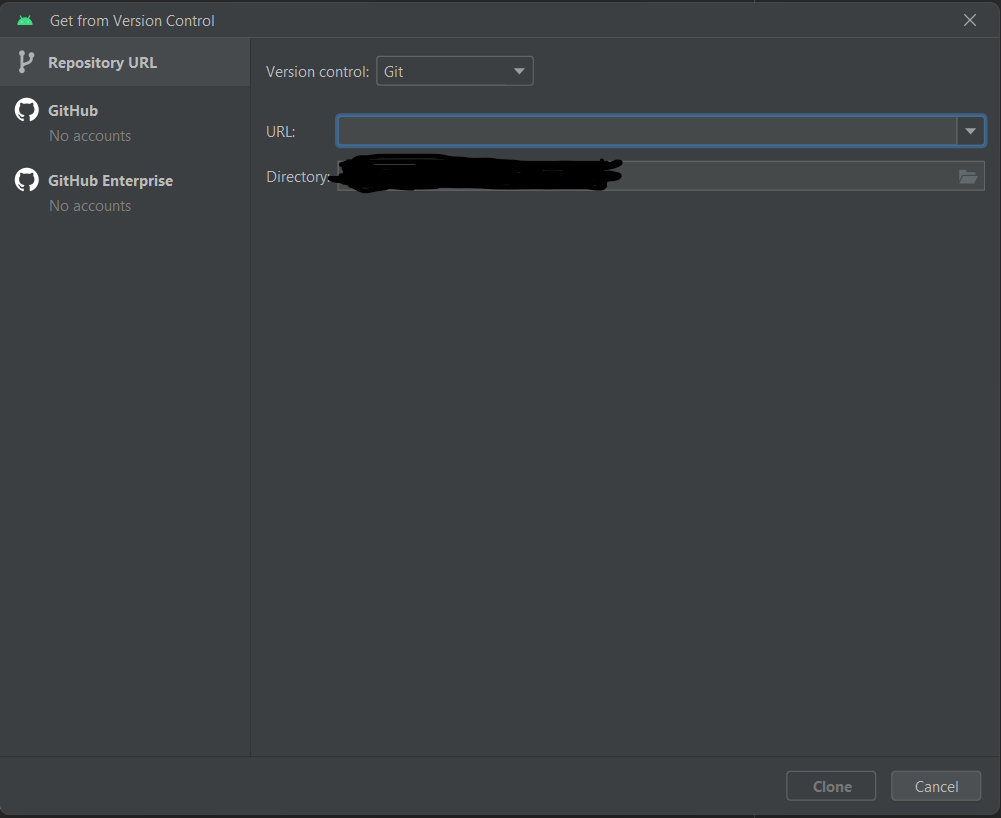 Get from Version Control
Repository URL
GitHub
No accounts
GitHub Enterprise
No accounts
Version control: Git
URL:
Directory:
Clone
Cancel